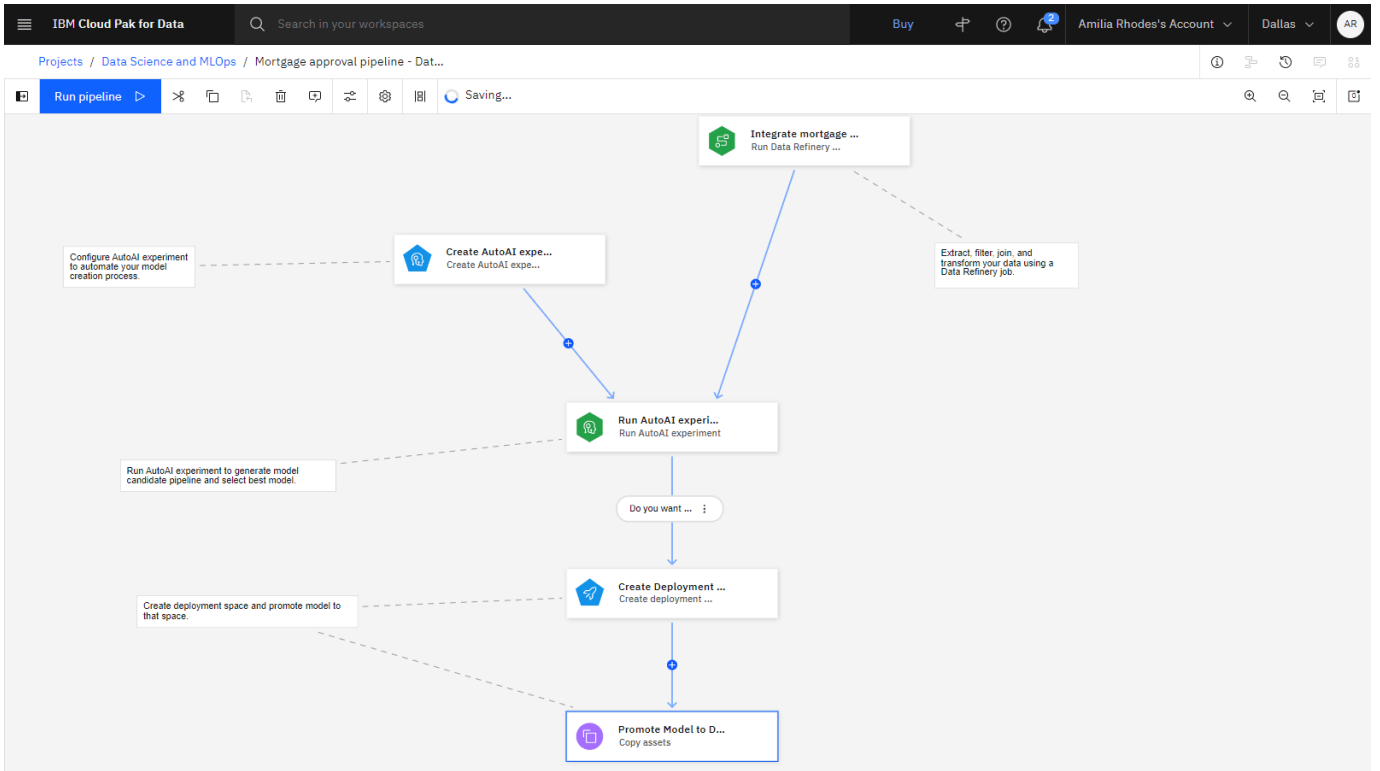 IBM Cloud Pak for Data
Search in your workspaces
Buy
2
Amilia Rhodes's Account
Dallas
AR
Projects / Data Science and MLOps / Mortgage approval pipeline - Dat...
Run pipeline
Saving...
Integrate mortgage ...
Run Data Refinery ...
Configure AutoAI experiment
to automate your model
creation process.
Create AutoAI expe...
Create AutoAI expe...
Extract, filter, join, and
transform your data using a
Data Refinery job.
Run AutoAI experi...
Run AutoAI experiment
Run AutoAI experiment to generate model
candidate pipeline and select best model.
Do you want ...
Create Deployment ...
Create deployment ...
Create deployment space and promote model to
that space.
Promote Model to D...
Copy assets